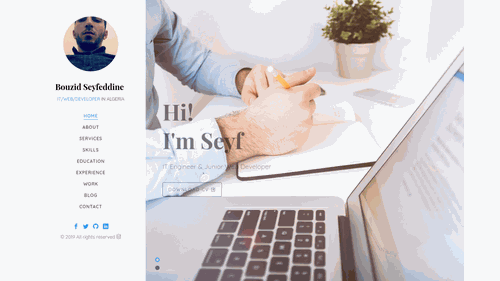 Bouzid Seyfeddine
IT/WEB/DEVELOPER IN ALGERIA
HOME
ABOUT
SERVICES
SKILLS
EDUCATION
EXPERIENCE
WORK
BLOG
CONTACT
© 2019 All rights reserved
Hi!
I'm Seyf
IT Engineer & Junior Web Developer
DOWNLOAD CV